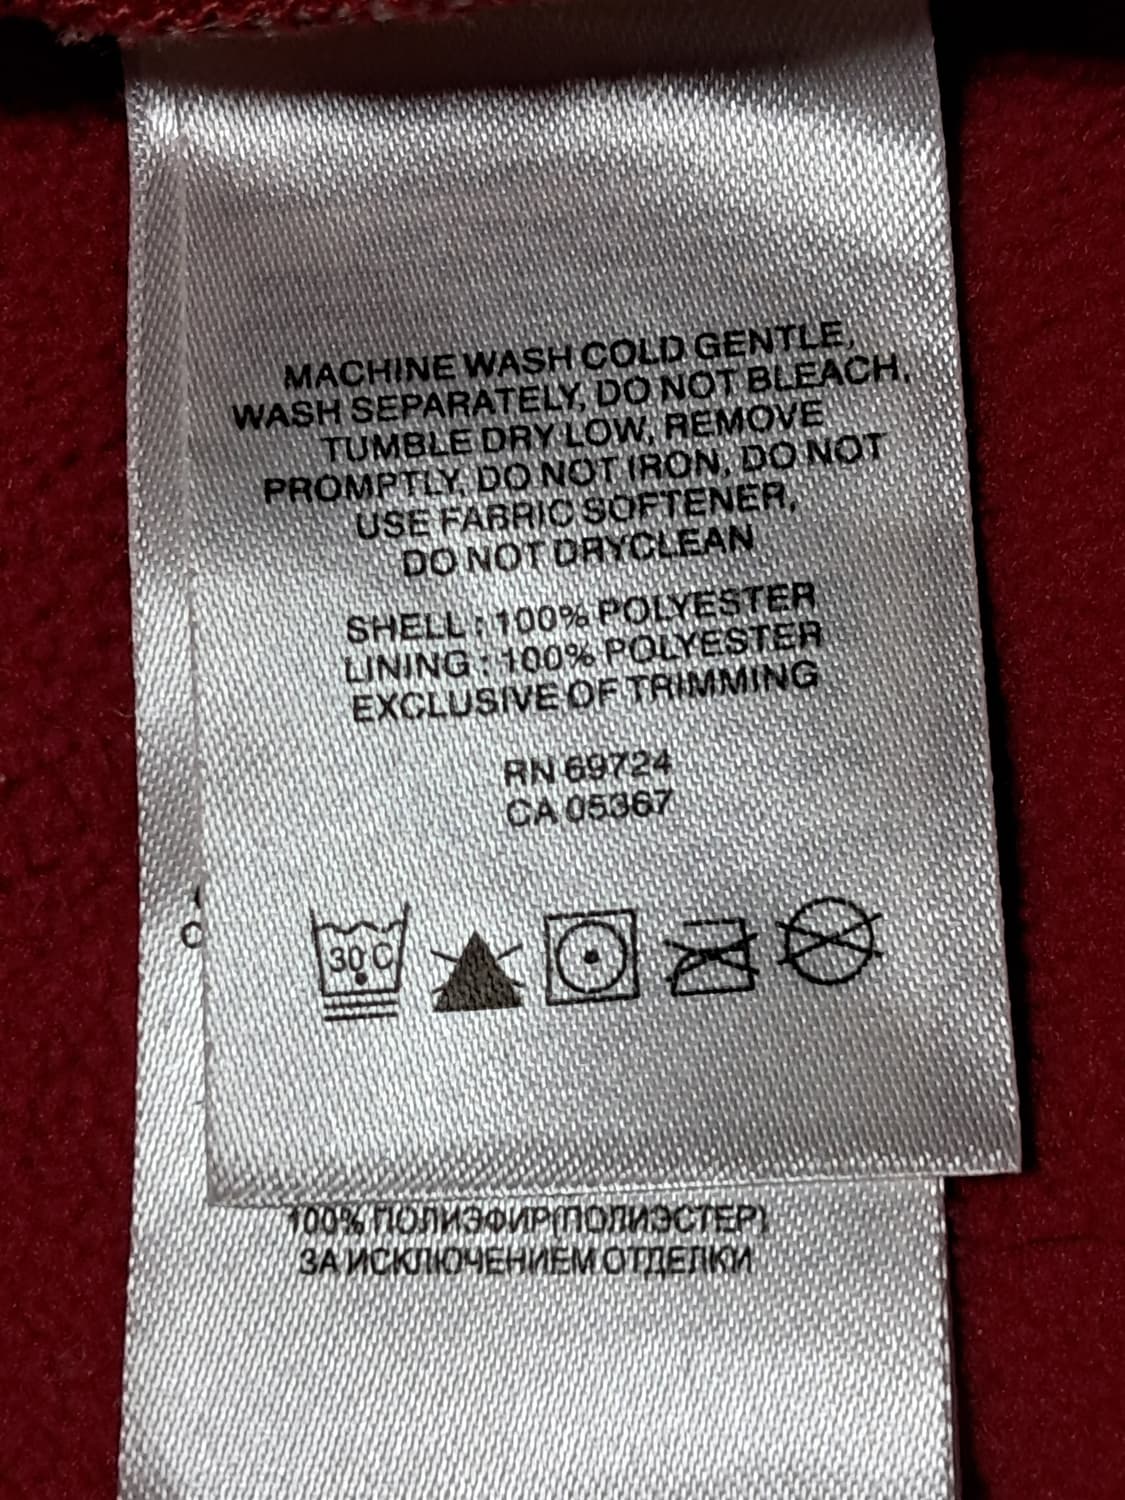 MACHINE WASH COLD GENTLE,
WASH SEPARATELY, DO NOT BLEACH,
TUMBLE DRY LOW, REMOVE
PROMPTLY, DO NOT IRON, DO NOT
USE FABRIC SOFTENER,
DO NOT DRYCLEAN
SHELL : 100% POLYESTER
LINING : 100% POLYESTER
EXCLUSIVE OF TRIMMING
RN 69724
CA 05367
30 C
100% ПОЛИЭФИР(ПОЛИЭСТЕР)
ЗА ИСКЛЮЧЕНИЕМ ОТДЕЛКИ